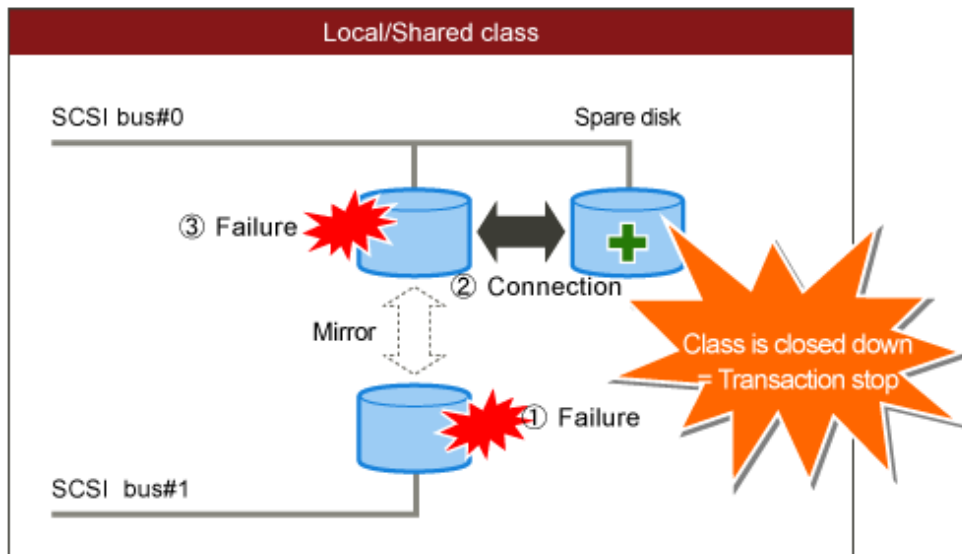 Local/Shared class
SCSI bus#0
Spare disk
③ Failure
② Connection
Mirror
Class is closed down
= Transaction stop
① Failure
SCSI bus#1